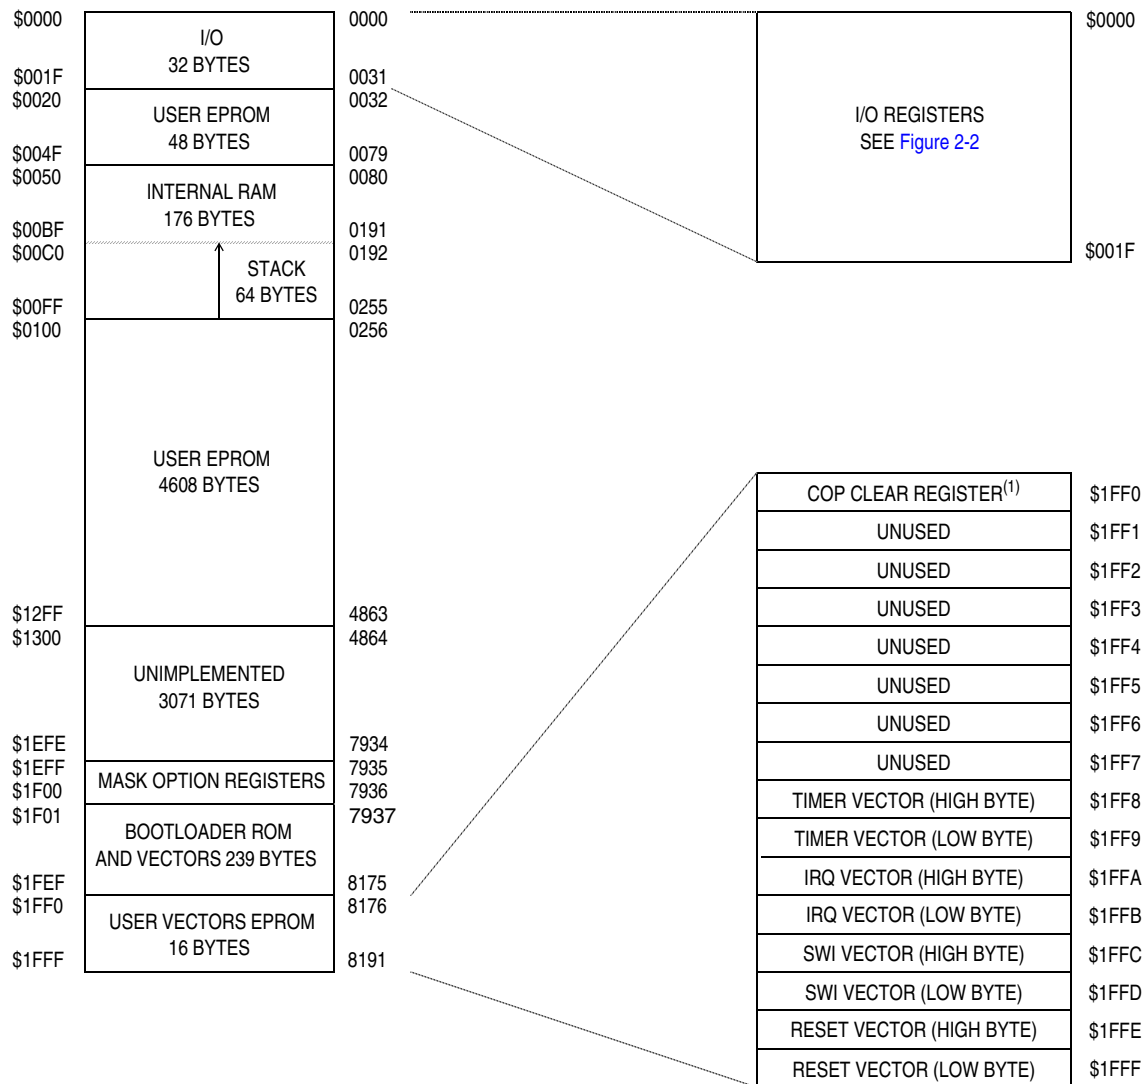 $0000
I/O
32 BYTES
0000
$001F
0031
$0020
0032
USER EPROM
48 BYTES
$004F
0079
$0050
0080
INTERNAL RAM
176 BYTES
$00BF
0191
$00C0
0192
STACK
64 BYTES
$00FF
0255
$0100
0256
USER EPROM
4608 BYTES
$12FF
4863
$1300
4864
UNIMPLEMENTED
3071 BYTES
$1EFE
7934
$1EFF
7935
MASK OPTION REGISTERS
$1F00
7936
$1F01
7937
BOOTLOADER ROM
AND VECTORS 239 BYTES
$1FEF
8175
$1FF0
8176
USER VECTORS EPROM
16 BYTES
$1FFF
8191
$0000
I/O REGISTERS
SEE Figure 2-2
$001F
COP CLEAR REGISTER(1) $1FF0
UNUSED $1FF1
UNUSED $1FF2
UNUSED $1FF3
UNUSED $1FF4
UNUSED $1FF5
UNUSED $1FF6
UNUSED $1FF7
TIMER VECTOR (HIGH BYTE) $1FF8
TIMER VECTOR (LOW BYTE) $1FF9
IRQ VECTOR (HIGH BYTE) $1FFA
IRQ VECTOR (LOW BYTE) $1FFB
SWI VECTOR (HIGH BYTE) $1FFC
SWI VECTOR (LOW BYTE) $1FFD
RESET VECTOR (HIGH BYTE) $1FFE
RESET VECTOR (LOW BYTE) $1FFF